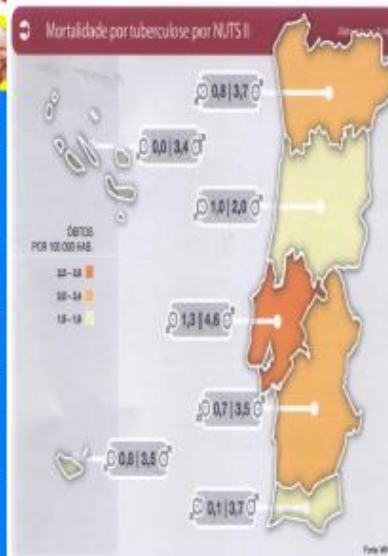 Mortalidade por tuberculose por NUTS II
0,8 | 3,7
0,0 | 3,4
1,0 | 2,0
ÓBITOS
POR 100 000 HAB.
1,3 | 4,6
0,7 | 3,5
0,8 | 3,5
0,1 | 3,7
Fonte